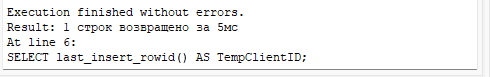 Execution finished without errors.
Result: 1 строк возвращено за 5мс
At line 6:
SELECT last_insert_rowid() AS TempClientID;